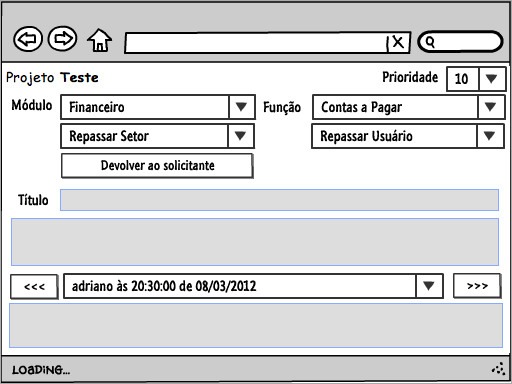 Projeto Teste
Prioridade 10
Módulo Financeiro Função Contas a Pagar
Repassar Setor Repassar Usuário
Devolver ao solicitante
Título
<<< adriano às 20:30:00 de 08/03/2012 >>>
LOADING...